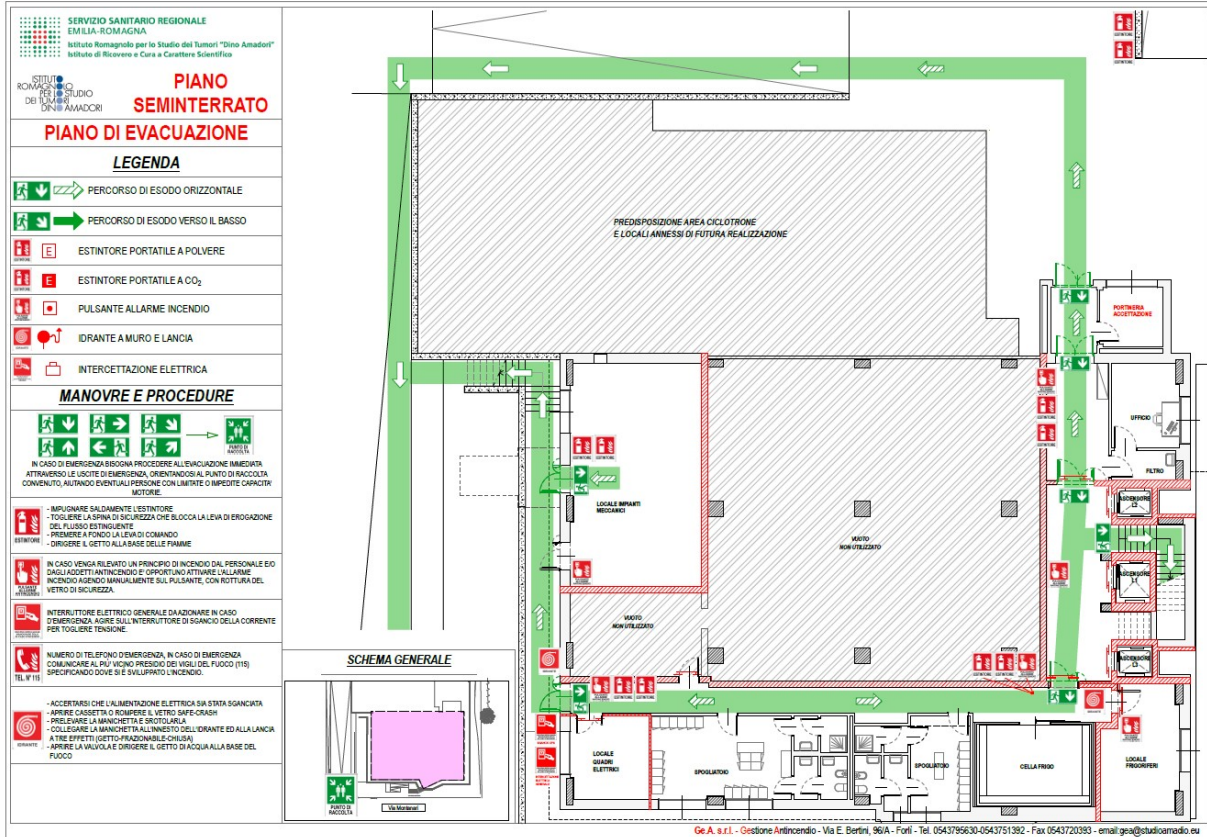 SERVIZIO SANITARIO REGIONALE
EMILIA-ROMAGNA
Istituto Romagnolo per lo Studio dei Tumori "Dino Amadori"
Istituto di Ricovero e Cura a Carattere Scientifico
ISTITUTO
ROMAGNOLO
PER LO STUDIO
DEI TUMORI
DINO AMADORI
PIANO
SEMINTERRATO
PIANO DI EVACUAZIONE
LEGENDA
PERCORSO DI ESODO ORIZZONTALE
PERCORSO DI ESODO VERSO IL BASSO
E ESTINTORE PORTATILE A POLVERE
E ESTINTORE PORTATILE A CO₂
PULSANTE ALLARME INCENDIO
IDRANTE A MURO E LANCIA
INTERCETTAZIONE ELETTRICA
MANOVRE E PROCEDURE
PUNTO DI
RACCOLTA
IN CASO DI EMERGENZA BISOGNA PROCEDERE ALL'EVACUAZIONE IMMEDIATA
ATTRAVERSO LE USCITE DI EMERGENZA, ORIENTANDOSI AL PUNTO DI RACCOLTA
CONVENUTO, AIUTANDO EVENTUALI PERSONE CON LIMITATE O IMPEDITE CAPACITA'
MOTORIE.
ESTINTORE
- IMPUGNARE SALDAMENTE L'ESTINTORE
- TOGLIERE LA SPINA DI SICUREZZA CHE BLOCCA LA LEVA DI EROGAZIONE
DEL FLUSSO ESTINGUENTE
- PREMERE A FONDO LA LEVA DI COMANDO
- DIRIGERE IL GETTO ALLA BASE DELLE FIAMME
IN CASO VENGA RILEVATO UN PRINCIPIO DI INCENDIO DAL PERSONALE E/O
DAGLI ADDETTI ANTINCENDIO E' OPPORTUNO ATTIVARE L'ALLARME
INCENDIO AGENDO MANUALMENTE SUL PULSANTE, CON ROTTURA DEL
VETRO DI SICUREZZA.
INTERRUTTORE ELETTRICO GENERALE DA AZIONARE IN CASO
D'EMERGENZA. AGIRE SULL'INTERRUTTORE DI SGANCIO DELLA CORRENTE
PER TOGLIERE TENSIONE.
TEL. N° 115
NUMERO DI TELEFONO D'EMERGENZA, IN CASO DI EMERGENZA
COMUNICARE AL PIU' VICINO PRESIDIO DEI VIGILI DEL FUOCO (115)
SPECIFICANDO DOVE SI E' SVILUPPATO L'INCENDIO.
IDRANTE
- ACCERTARSI CHE L'ALIMENTAZIONE ELETTRICA SIA STATA SGANCIATA
- APRIRE CASSETTA O ROMPERE IL VETRO SAFE-CRASH
- PRELEVARE LA MANICHETTA E SROTOLARLA
- COLLEGARE LA MANICHETTA ALL'INNESTO DELL'IDRANTE ED ALLA LANCIA
A TRE EFFETTI (GETTO-FRAZIONABILE-CHIUSA)
- APRIRE LA VALVOLA E DIRIGERE IL GETTO DI ACQUA ALLA BASE DEL
FUOCO
PREDISPOSIZIONE AREA CICLOTRONE
E LOCALI ANNESSI DI FUTURA REALIZZAZIONE
PORTINERIA
ACCETTAZIONE
UFFICIO
FILTRO
ASCENSORE
ASCENSORE
ASCENSORE
LOCALE IMPIANTI
MECCANICI
VUOTO
NON UTILIZZATO
VUOTO
NON UTILIZZATO
LOCALE
QUADRI
ELETTRICI
SPOGLIATOIO
SPOGLIATOIO
CELLA FRIGO
LOCALE
FRIGORIFERI
SCHEMA GENERALE
PUNTO DI
RACCOLTA
Via Montanari
Ge.A. s.r.l. - Gestione Antincendio - Via E. Bertini, 96/A - Forlì - Tel. 0543795630-0543751392 - Fax 0543720393 - email:gea@studioamadio.eu